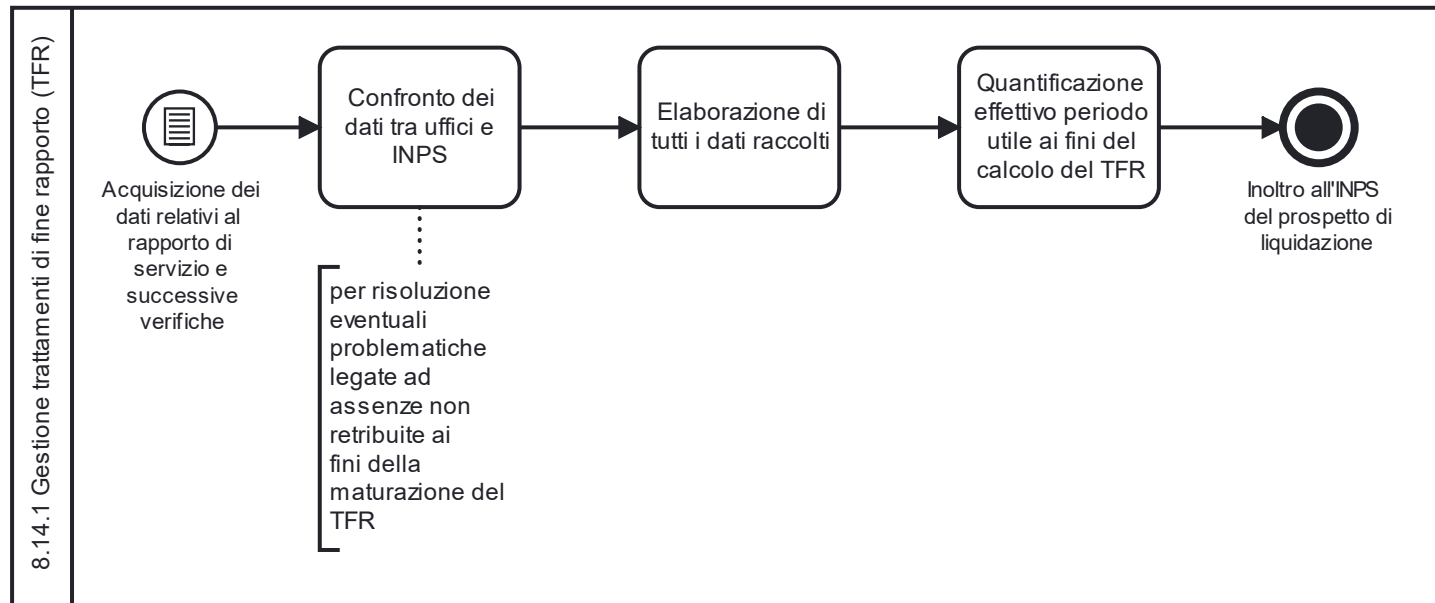 8.14.1 Gestione trattamenti di fine rapporto (TFR)
Acquisizione dei
dati relativi al
rapporto di
servizio e
successive
verifiche
Confronto dei
dati tra uffici e
INPS
per risoluzione
eventuali
problematiche
legate ad
assenze non
retribuite ai
fini della
maturazione del
TFR
Elaborazione di
tutti i dati raccolti
Quantificazione
effettivo periodo
utile ai fini del
calcolo del TFR
Inoltro all'INPS
del prospetto di
liquidazione